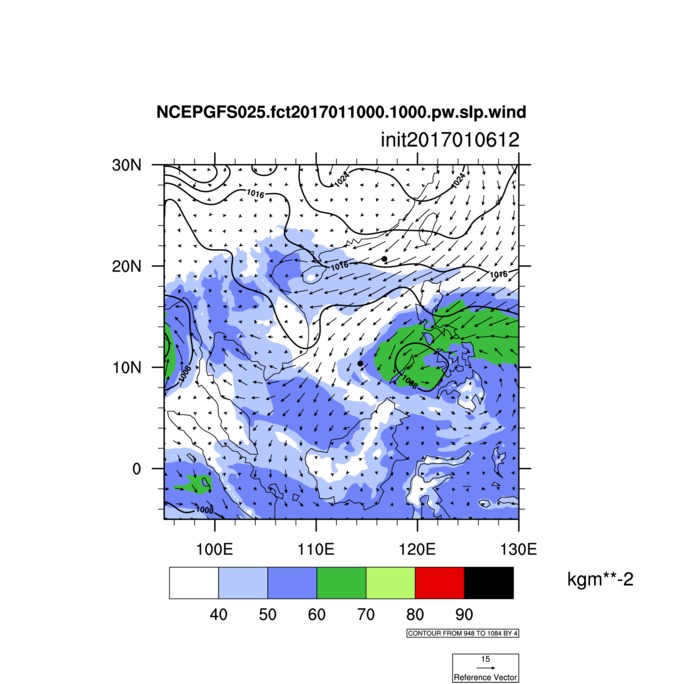 NCEPGFS025.fct2017011000.1000.pw.slp.wind
init2017010612
30N
20N
10N
0
1024
1024
1016
1016
1016
1008
1008
1008
100E 110E 120E 130E
kgm**-2
40 50 60 70 80 90
CONTOUR FROM 948 TO 1084 BY 4
15
Reference Vector